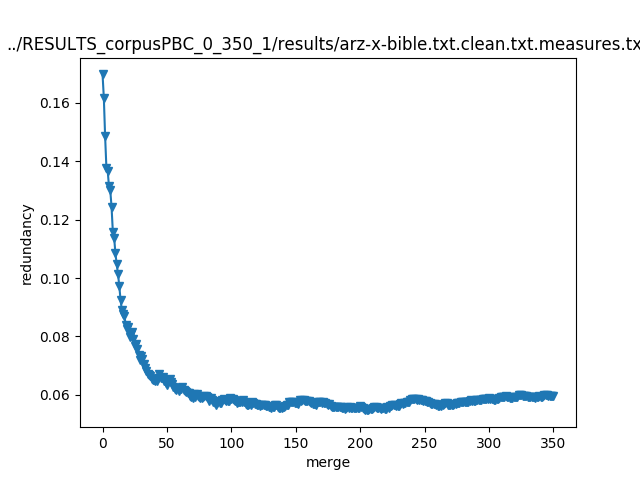 ../RESULTS_corpusPBC_0_350_1/results/arz-x-bible.txt.clean.txt.measures.tx
redundancy
0.16
0.14
0.12
0.10
0.08
0.06
0 50 100 150 200 250 300 350
merge